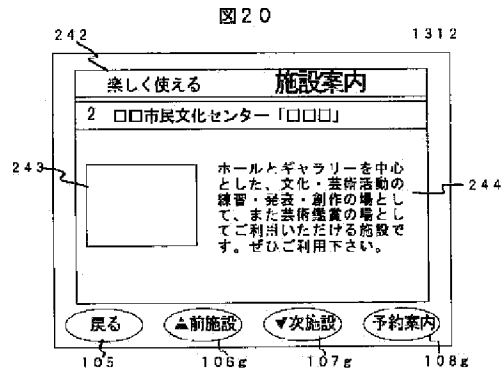 図20
242 1312
楽しく使える 施設案内
2 □□市民文化センター「□□□」
243
244
ホールとギャラリーを中心
とした、文化・芸術活動の
練習・発表・創作の場とし
て、また芸術鑑賞の場とし
てご利用いただける施設で
す。ぜひご利用下さい。
戻る ▲前施設 ▼次施設 予約案内
105 106g 107g 108g